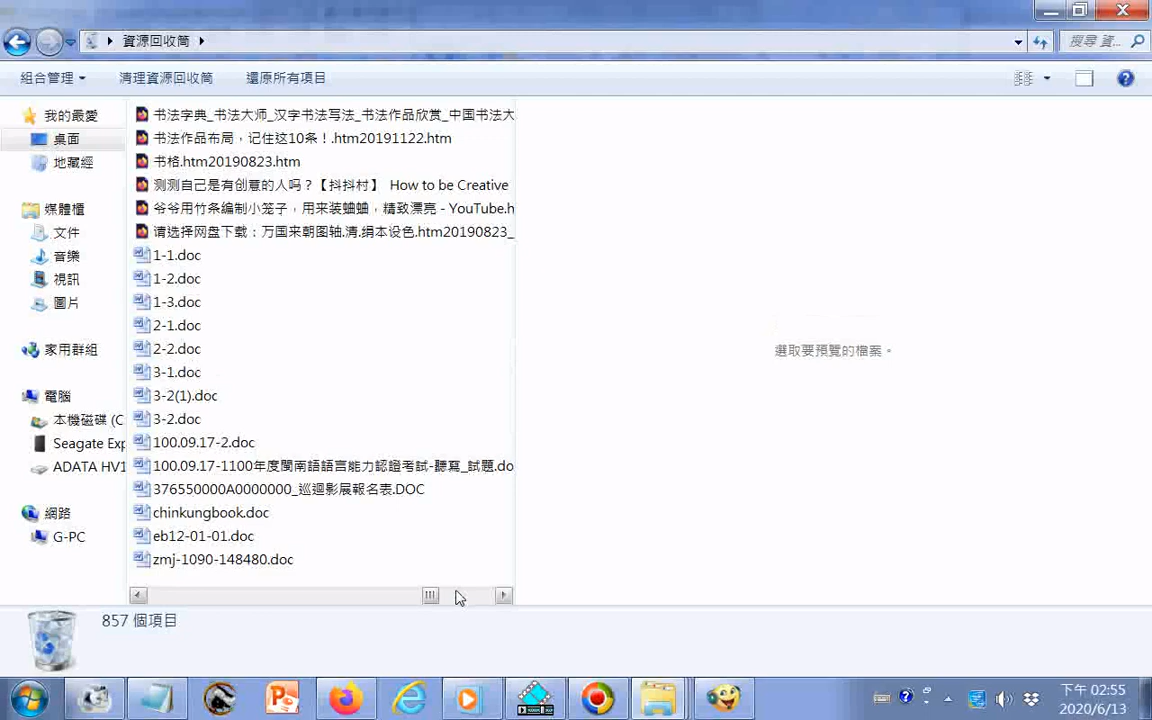 資源回收筒
搜尋 資...
組合管理
清理資源回收筒
還原所有項目
我的最愛
桌面
地藏經
媒體櫃
文件
音樂
視訊
圖片
家用群組
電腦
本機磁碟 (C
Seagate Exp
ADATA HV1
網路
G-PC
书法字典_书法大师_汉字书法写法_书法作品欣赏_中国书法大
书法作品布局，记住这10条！.htm20191122.htm
书格.htm20190823.htm
测测自己是有创意的人吗？【抖抖村】 How to be Creative
爷爷用竹条编制小笼子，用来装蛐蛐，精致漂亮 - YouTube.h
请选择网盘下载：万国来朝图轴.清.绢本设色.htm20190823_
1-1.doc
1-2.doc
1-3.doc
2-1.doc
2-2.doc
3-1.doc
3-2(1).doc
3-2.doc
100.09.17-2.doc
100.09.17-1100年度閩南語語言能力認證考試-聽寫_試題.do
376550000A0000000_巡迴影展報名表.DOC
chinkungbook.doc
eb12-01-01.doc
zmj-1090-148480.doc
選取要預覽的檔案。
857 個項目
下午 02:55
2020/6/13